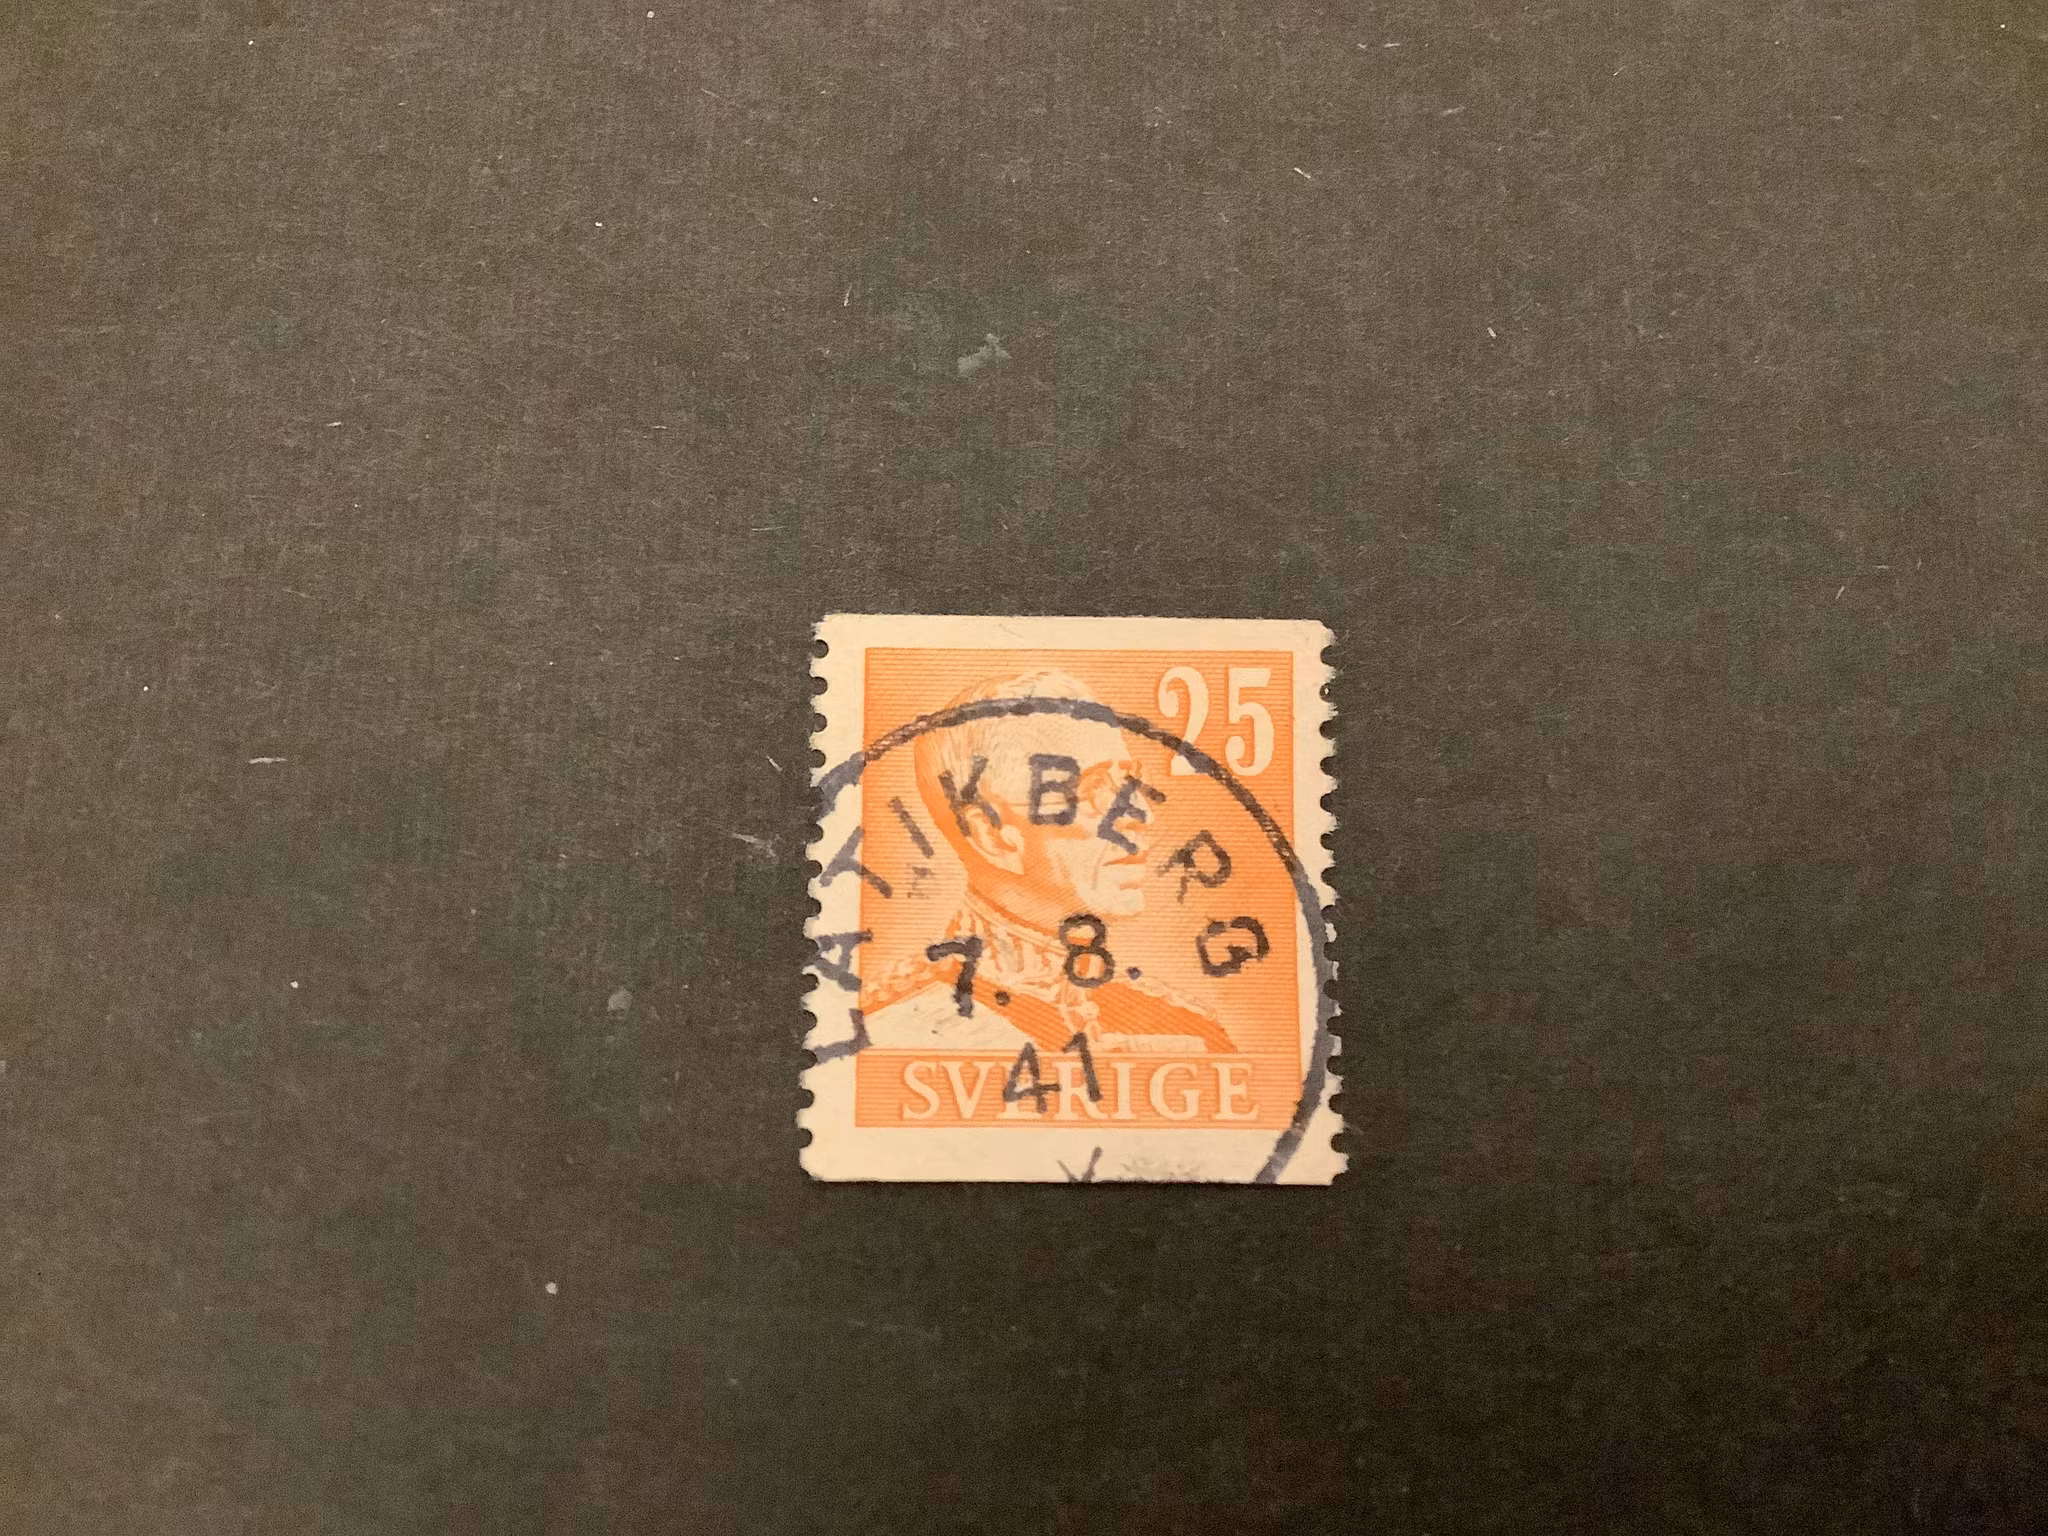 25
LATIKBERG
7. 8.
41
SVERIGE